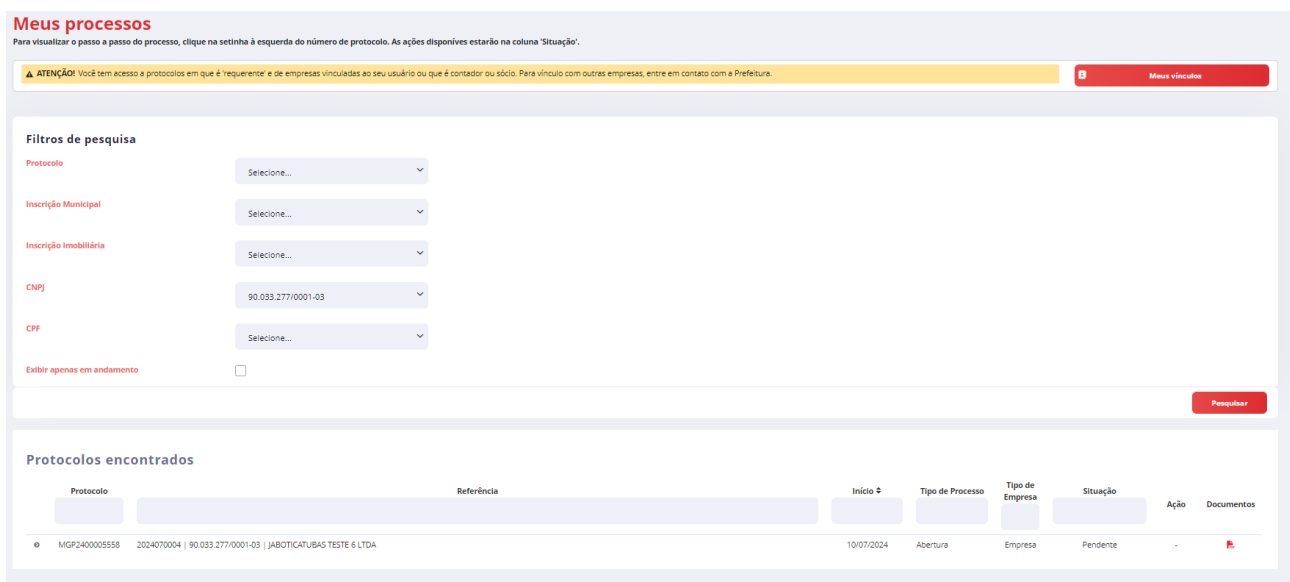 Meus processos
Para visualizar o passo a passo do processo, clique na setinha à esquerda do número de protocolo. As ações disponíves estarão na coluna 'Situação'.
ATENÇÃO! Você tem acesso a protocolos em que é 'requerente' e de empresas vinculadas ao seu usuário ou que é contador ou sócio. Para vínculo com outras empresas, entre em contato com a Prefeitura.
Meus vínculos
Filtros de pesquisa
Protocolo
Selecione...
Inscrição Municipal
Selecione...
Inscrição Imobiliária
Selecione...
CNPJ
90.033.277/0001-03
CPF
Selecione...
Exibir apenas em andamento
Pesquisar
Protocolos encontrados
Protocolo Referência Início Tipo de Processo Tipo de Empresa Situação Ação Documentos
MGP2400005558 2024070004 | 90.033.277/0001-03 | JABOTICATUBAS TESTE 6 LTDA 10/07/2024 Abertura Empresa Pendente -